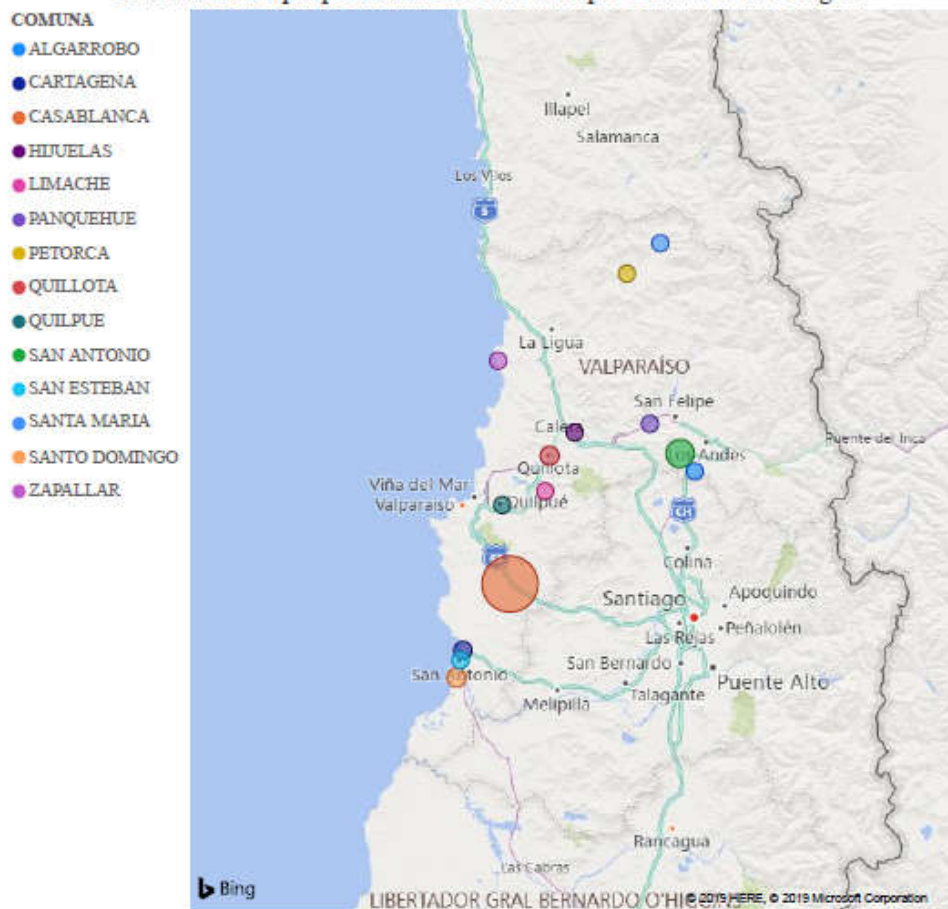 COMUNA
ALGARROBO
CARTAGENA
CASABLANCA
HIJUELAS
LIMACHE
PANQUEHUE
PETORCA
QUILLOTA
QUILPUE
SAN ANTONIO
SAN ESTEBAN
SANTA MARIA
SANTO DOMINGO
ZAPALLAR
Illapel
Salamanca
Los Vilos
5
La Ligua
VALPARAÍSO
San Felipe
Puente del Inca
Quillota
Viña del Mar
Valparaíso
Quilpué
CH
Colina
Santiago
Apoquindo
Las Rejas
Peñalolén
San Bernardo
San Antonio
Puente Alto
Melipilla
Talagante
Rancagua
Las Cabras
Bing
LIBERTADOR GRAL BERNARDO O'HIGGINS
© 2019 HERE, © 2019 Microsoft Corporation